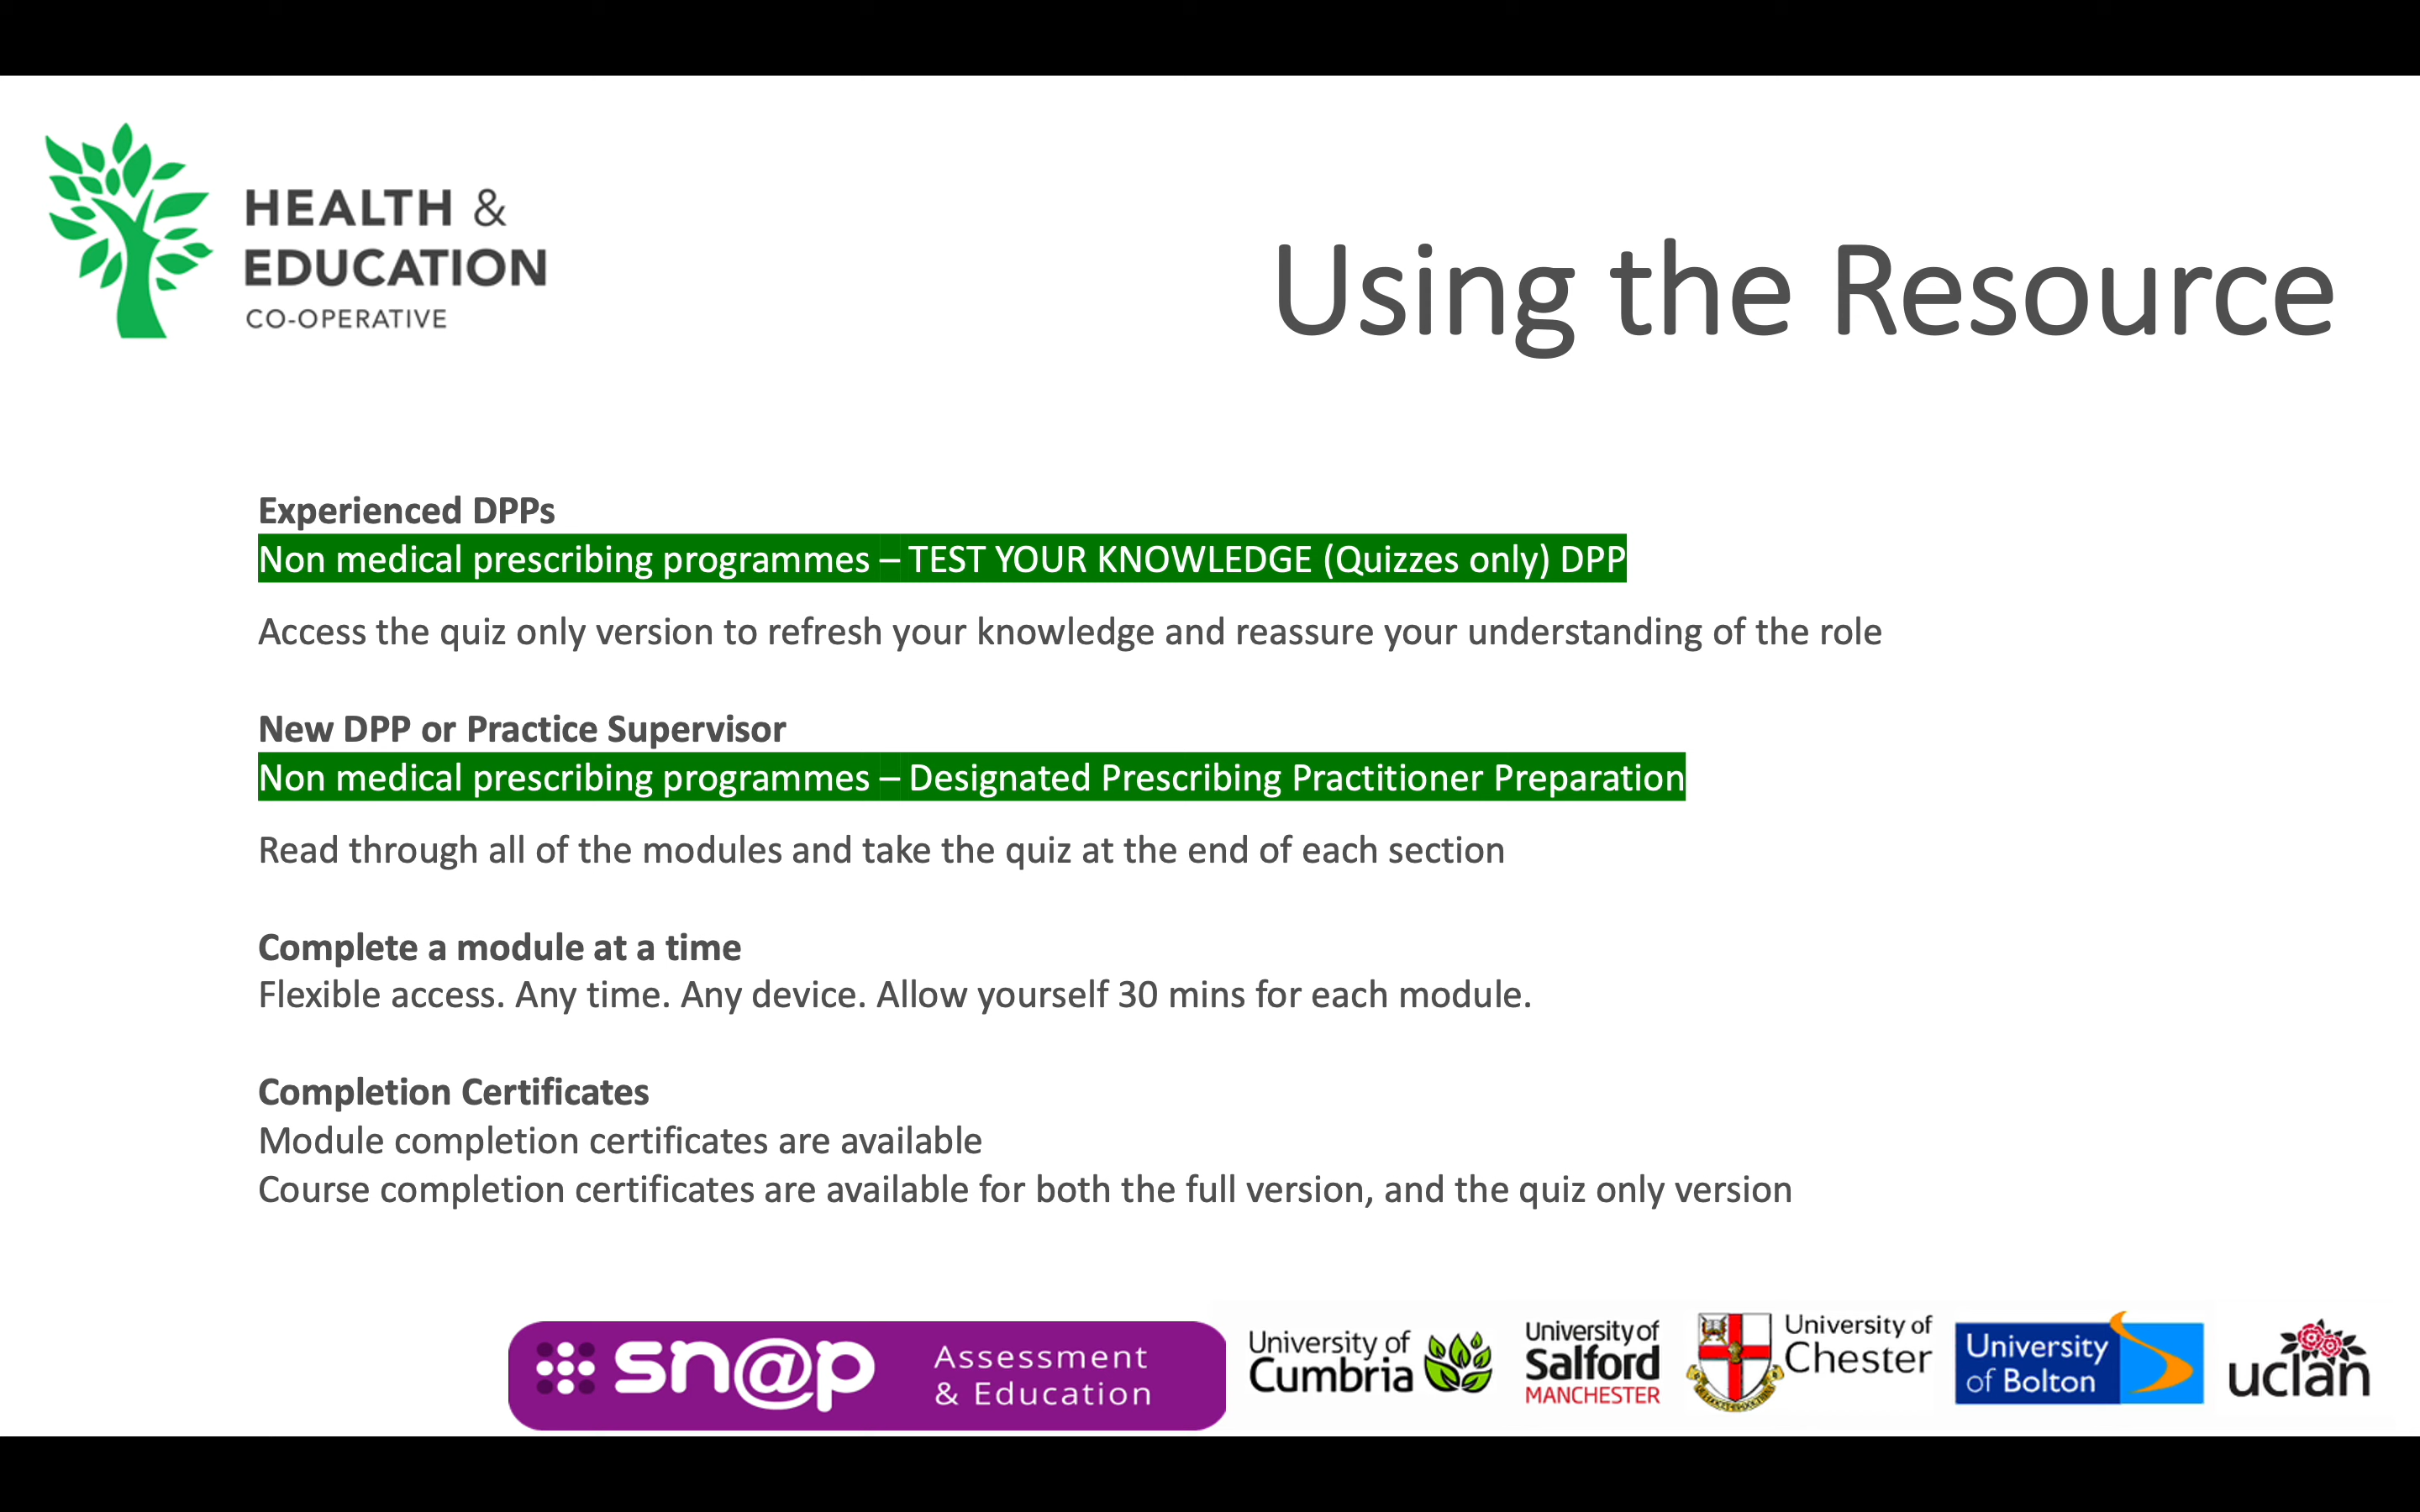 HEALTH &
EDUCATION
CO-OPERATIVE
Using the Resource
Experienced DPPs
Non medical prescribing programmes – TEST YOUR KNOWLEDGE (Quizzes only) DPP
Access the quiz only version to refresh your knowledge and reassure your understanding of the role
New DPP or Practice Supervisor
Non medical prescribing programmes – Designated Prescribing Practitioner Preparation
Read through all of the modules and take the quiz at the end of each section
Complete a module at a time
Flexible access. Any time. Any device. Allow yourself 30 mins for each module.
Completion Certificates
Module completion certificates are available
Course completion certificates are available for both the full version, and the quiz only version
sn@p
Assessment
& Education
University of
Cumbria
University of
Salford
MANCHESTER
University of
Chester
University
of Bolton
uclan